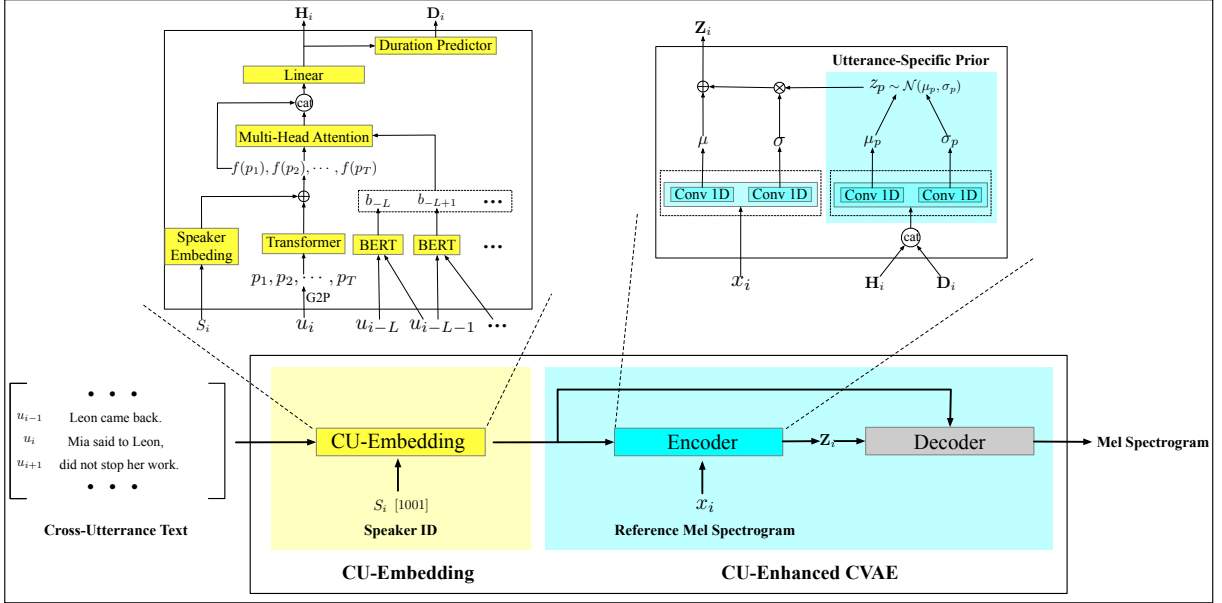 H_i
D_i
Duration Predictor
Linear
cat
Multi-Head Attention
f(p_1), f(p_2), ⋯, f(p_T)
b_{-L}
b_{-L+1}
•••
Speaker
Embeding
Transformer
BERT
BERT
•••
p_1, p_2, ⋯, p_T
G2P
S_i
u_i
u_{i-L}
u_{i-L-1}
•••
Z_i
Utterance-Specific Prior
z_p ∼ N(μ_p, σ_p)
μ
σ
μ_p
σ_p
Conv 1D
Conv 1D
Conv 1D
Conv 1D
cat
x_i
H_i
D_i
• • •
u_{i-1} Leon came back.
u_i Mia said to Leon,
u_{i+1} did not stop her work.
• • •
Cross-Utterrance Text
CU-Embedding
S_i [1001]
Speaker ID
CU-Embedding
Encoder
Z_i
Decoder
x_i
Reference Mel Spectrogram
CU-Enhanced CVAE
Mel Spectrogram